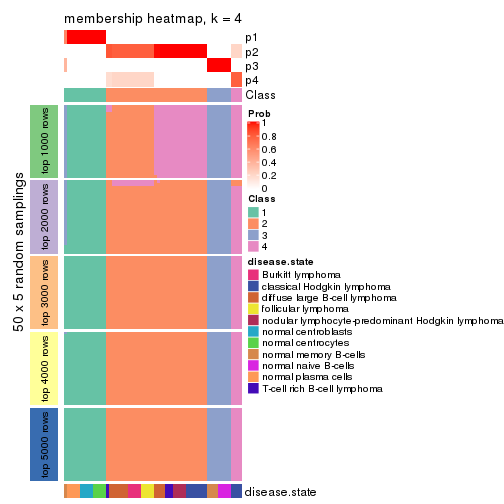 membership heatmap, k = 4
p1
p2
p3
p4
Class
50 x 5 random samplings
top 1000 rows
top 2000 rows
top 3000 rows
top 4000 rows
top 5000 rows
Prob
1
0.8
0.6
0.4
0.2
0
Class
1
2
3
4
disease.state
Burkitt lymphoma
classical Hodgkin lymphoma
diffuse large B-cell lymphoma
follicular lymphoma
nodular lymphocyte-predominant Hodgkin lymphoma
normal centroblasts
normal centrocytes
normal memory B-cells
normal naive B-cells
normal plasma cells
T-cell rich B-cell lymphoma
disease.state